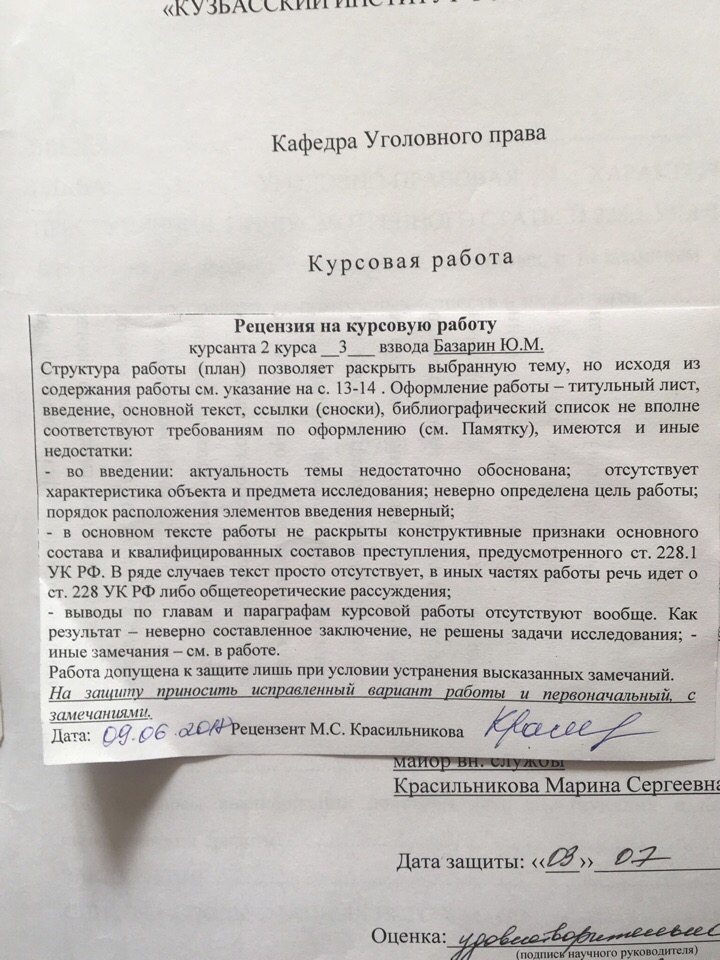 «КУЗБАССКИЙ ИНСТИТУТ
Кафедра Уголовного права
Курсовая работа
Рецензия на курсовую работу
курсанта 2 курса __3___ взвода Базарин Ю.М.
Структура работы (план) позволяет раскрыть выбранную тему, но исходя из
содержания работы см. указание на с. 13-14 . Оформление работы – титульный лист,
введение, основной текст, ссылки (сноски), библиографический список не вполне
соответствуют требованиям по оформлению (см. Памятку), имеются и иные
недостатки:
- во введении: актуальность темы недостаточно обоснована; отсутствует
характеристика объекта и предмета исследования; неверно определена цель работы;
порядок расположения элементов введения неверный;
- в основном тексте работы не раскрыты конструктивные признаки основного
состава и квалифицированных составов преступления, предусмотренного ст. 228.1
УК РФ. В ряде случаев текст просто отсутствует, в иных частях работы речь идет о
ст. 228 УК РФ либо общетеоретические рассуждения;
- выводы по главам и параграфам курсовой работы отсутствуют вообще. Как
результат – неверно составленное заключение, не решены задачи исследования; -
иные замечания – см. в работе.
Работа допущена к защите лишь при условии устранения высказанных замечаний.
На защиту приносить исправленный вариант работы и первоначальный, с
замечаниями.
Дата: 09.06.2017 Рецензент М.С. Красильникова
майор вн. службы
Красильникова Марина Сергеевна
Дата защиты: «03» 07
Оценка: удовлетворительно
(подпись научного руководителя)